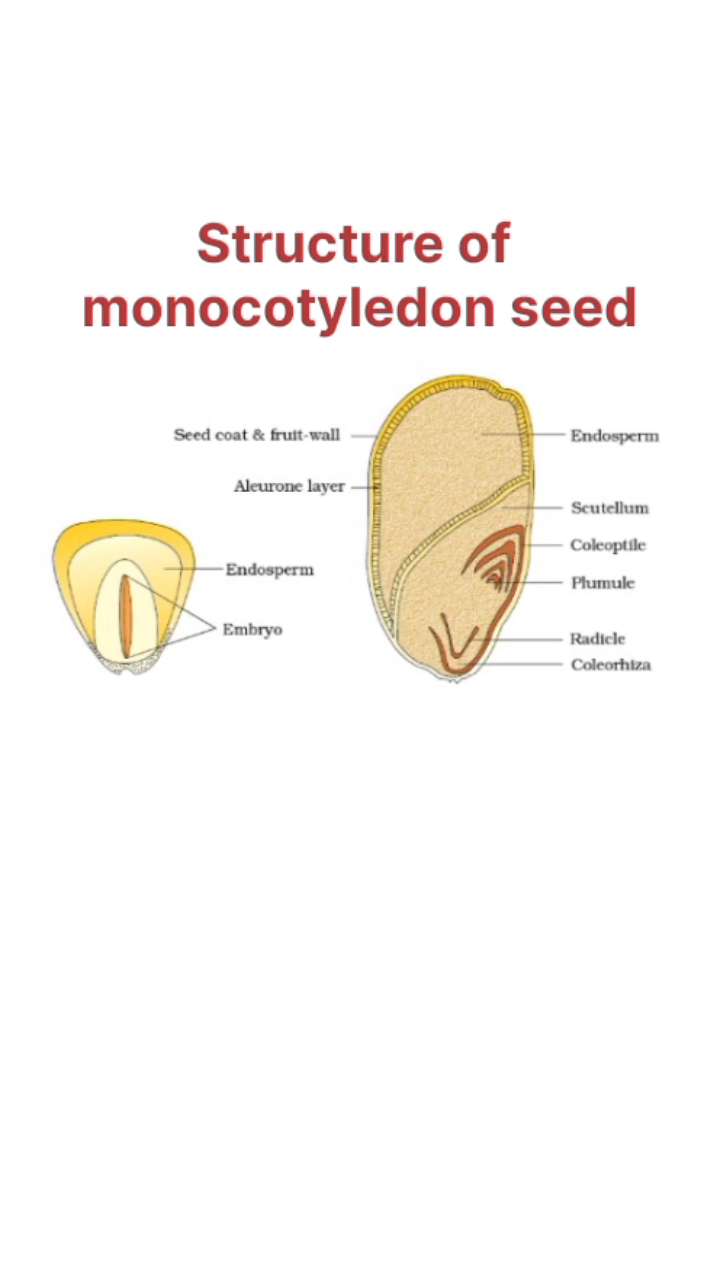 Structure of
monocotyledon seed
Seed coat & fruit-wall
Endosperm
Aleurone layer
Scutellum
Coleoptile
Endosperm
Plumule
Embryo
Radicle
Coleorhiza